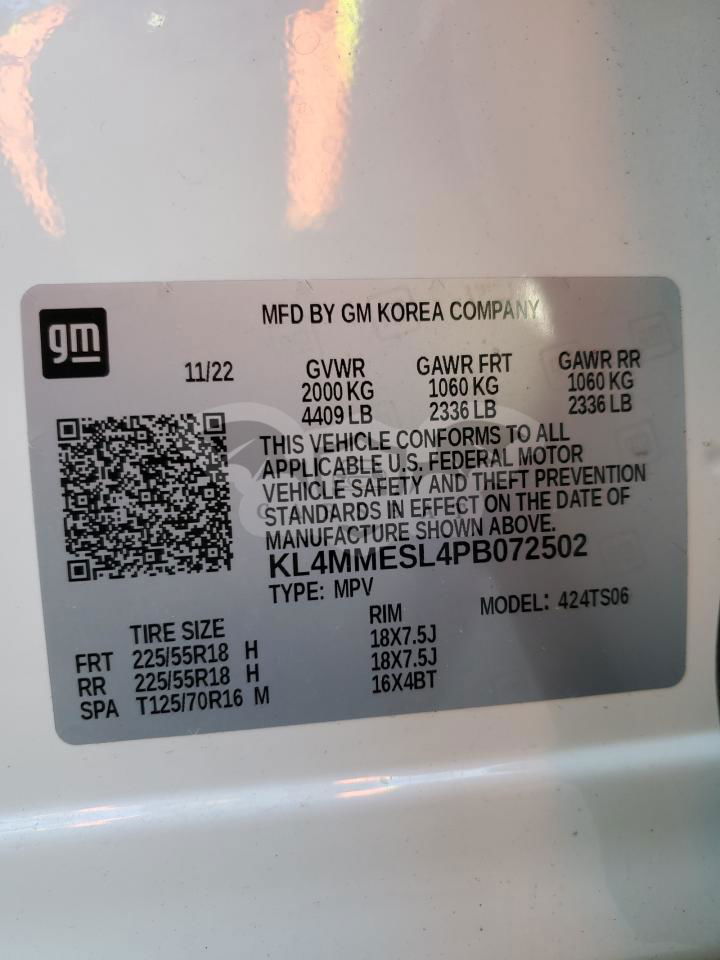 gm
MFD BY GM KOREA COMPANY
11/22
GVWR
2000 KG
4409 LB
GAWR FRT
1060 KG
2336 LB
GAWR RR
1060 KG
2336 LB
THIS VEHICLE CONFORMS TO ALL
APPLICABLE U.S. FEDERAL MOTOR
VEHICLE SAFETY AND THEFT PREVENTION
STANDARDS IN EFFECT ON THE DATE OF
MANUFACTURE SHOWN ABOVE.
KL4MMESL4PB072502
TYPE: MPV
MODEL: 424TS06
TIRE SIZE
RIM
FRT 225/55R18 H 18X7.5J
RR 225/55R18 H 18X7.5J
SPA T125/70R16 M 16X4BT